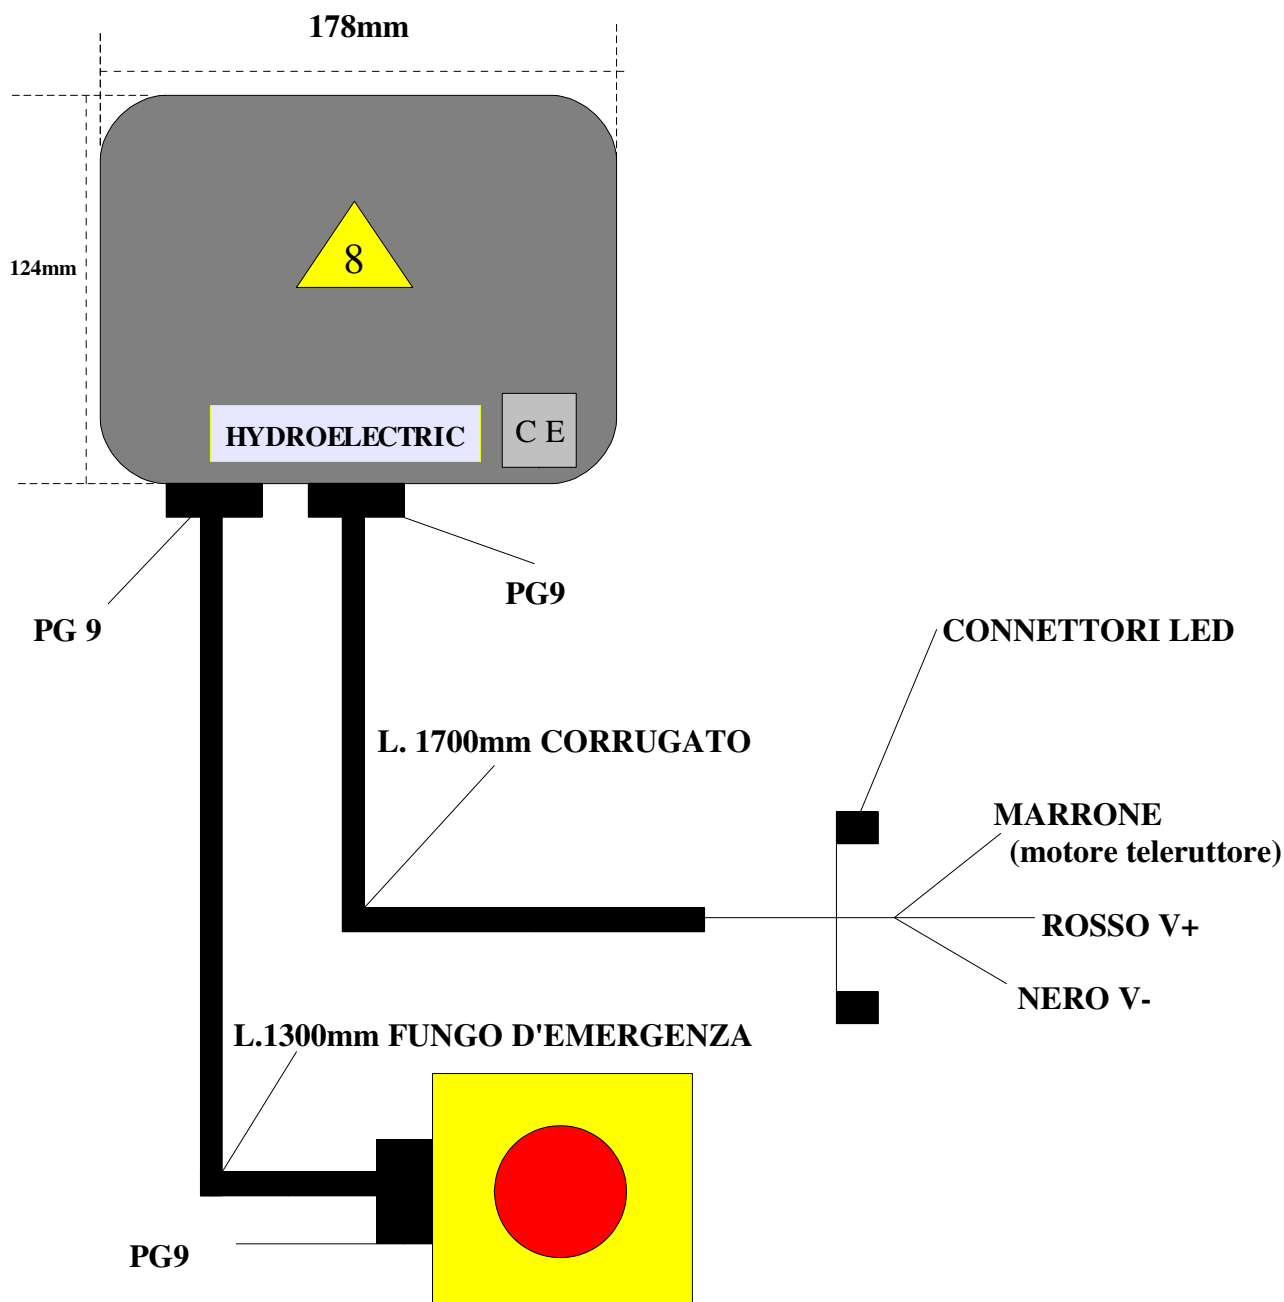 178mm
124mm
8
HYDROELECTRIC
C E
PG9
PG 9
CONNETTORI LED
L. 1700mm CORRUGATO
MARRONE
(motore teleruttore)
ROSSO V+
NERO V-
L.1300mm FUNGO D'EMERGENZA
PG9